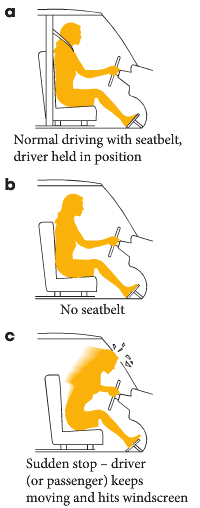 a
Normal driving with seatbelt,
driver held in position
b
No seatbelt
c
Sudden stop – driver
(or passenger) keeps
moving and hits windscreen